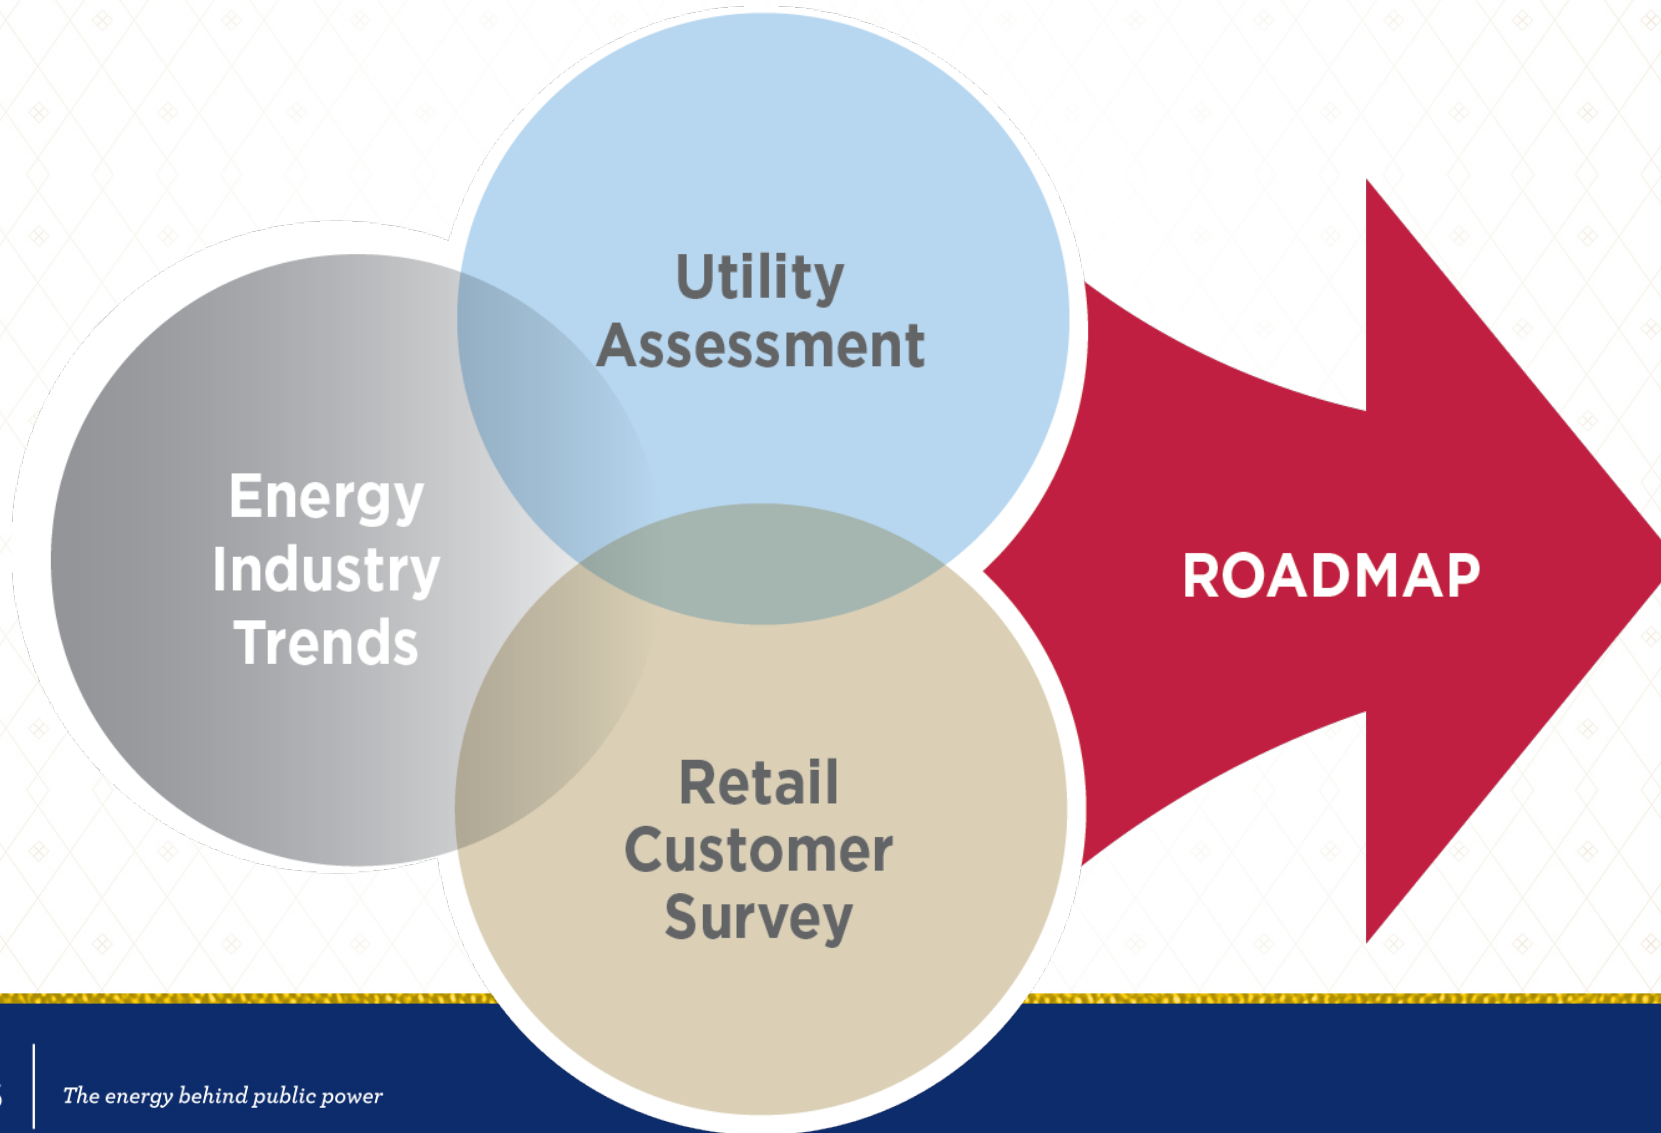 Utility
Assessment
Energy
Industry
Trends
ROADMAP
Retail
Customer
Survey
The energy behind public power